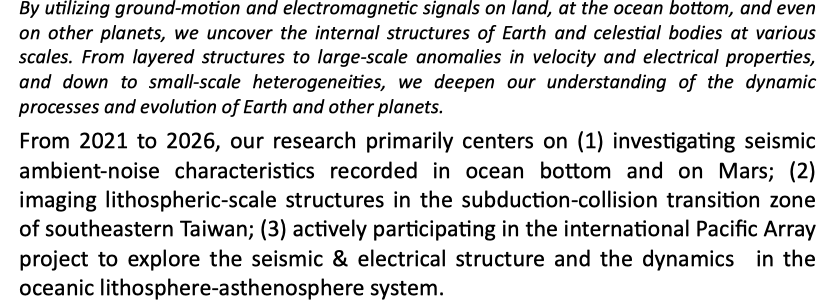 By utilizing ground-motion and electromagnetic signals on land, at the ocean bottom, and even
on other planets, we uncover the internal structures of Earth and celestial bodies at various
scales. From layered structures to large-scale anomalies in velocity and electrical properties,
and down to small-scale heterogeneities, we deepen our understanding of the dynamic
processes and evolution of Earth and other planets.
From 2021 to 2026, our research primarily centers on (1) investigating seismic
ambient-noise characteristics recorded in ocean bottom and on Mars; (2)
imaging lithospheric-scale structures in the subduction-collision transition zone
of southeastern Taiwan; (3) actively participating in the international Pacific Array
project to explore the seismic & electrical structure and the dynamics  in the
oceanic lithosphere-asthenosphere system.